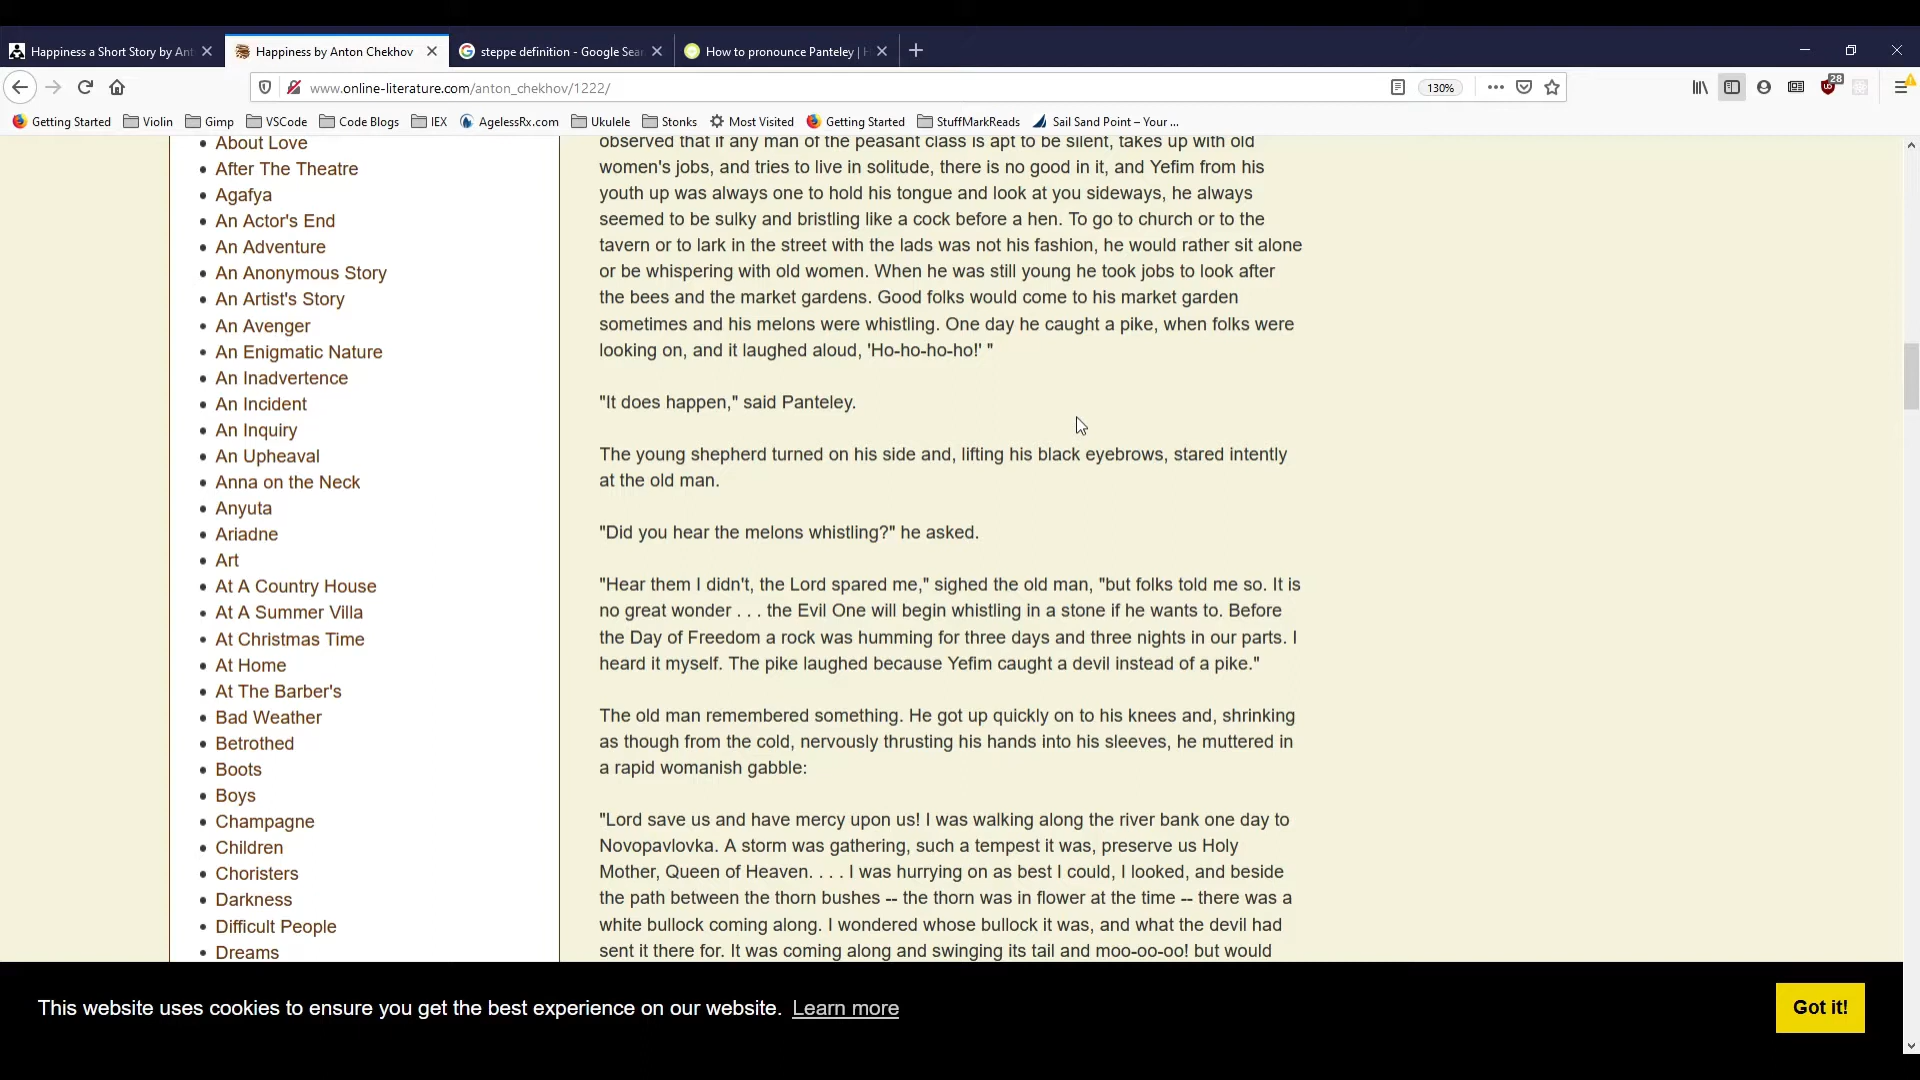 Happiness a Short Story by Ant
Happiness by Anton Chekhov
steppe definition - Google Sea
How to pronounce Panteley | H
www.online-literature.com/anton_chekhov/1222/
130%
28
Getting Started
Violin
Gimp
VSCode
Code Blogs
IEX
AgelessRx.com
Ukulele
Stonks
Most Visited
Getting Started
StuffMarkReads
Sail Sand Point – Your ...
About Love
After The Theatre
Agafya
An Actor's End
An Adventure
An Anonymous Story
An Artist's Story
An Avenger
An Enigmatic Nature
An Inadvertence
An Incident
An Inquiry
An Upheaval
Anna on the Neck
Anyuta
Ariadne
Art
At A Country House
At A Summer Villa
At Christmas Time
At Home
At The Barber's
Bad Weather
Betrothed
Boots
Boys
Champagne
Children
Choristers
Darkness
Difficult People
Dreams
observed that if any man of the peasant class is apt to be silent, takes up with old
women's jobs, and tries to live in solitude, there is no good in it, and Yefim from his
youth up was always one to hold his tongue and look at you sideways, he always
seemed to be sulky and bristling like a cock before a hen. To go to church or to the
tavern or to lark in the street with the lads was not his fashion, he would rather sit alone
or be whispering with old women. When he was still young he took jobs to look after
the bees and the market gardens. Good folks would come to his market garden
sometimes and his melons were whistling. One day he caught a pike, when folks were
looking on, and it laughed aloud, 'Ho-ho-ho-ho!' "
"It does happen," said Panteley.
The young shepherd turned on his side and, lifting his black eyebrows, stared intently
at the old man.
"Did you hear the melons whistling?" he asked.
"Hear them I didn't, the Lord spared me," sighed the old man, "but folks told me so. It is
no great wonder . . . the Evil One will begin whistling in a stone if he wants to. Before
the Day of Freedom a rock was humming for three days and three nights in our parts. I
heard it myself. The pike laughed because Yefim caught a devil instead of a pike."
The old man remembered something. He got up quickly on to his knees and, shrinking
as though from the cold, nervously thrusting his hands into his sleeves, he muttered in
a rapid womanish gabble:
"Lord save us and have mercy upon us! I was walking along the river bank one day to
Novopavlovka. A storm was gathering, such a tempest it was, preserve us Holy
Mother, Queen of Heaven. . . . I was hurrying on as best I could, I looked, and beside
the path between the thorn bushes -- the thorn was in flower at the time -- there was a
white bullock coming along. I wondered whose bullock it was, and what the devil had
sent it there for. It was coming along and swinging its tail and moo-oo-oo! but would
This website uses cookies to ensure you get the best experience on our website. Learn more
Got it!